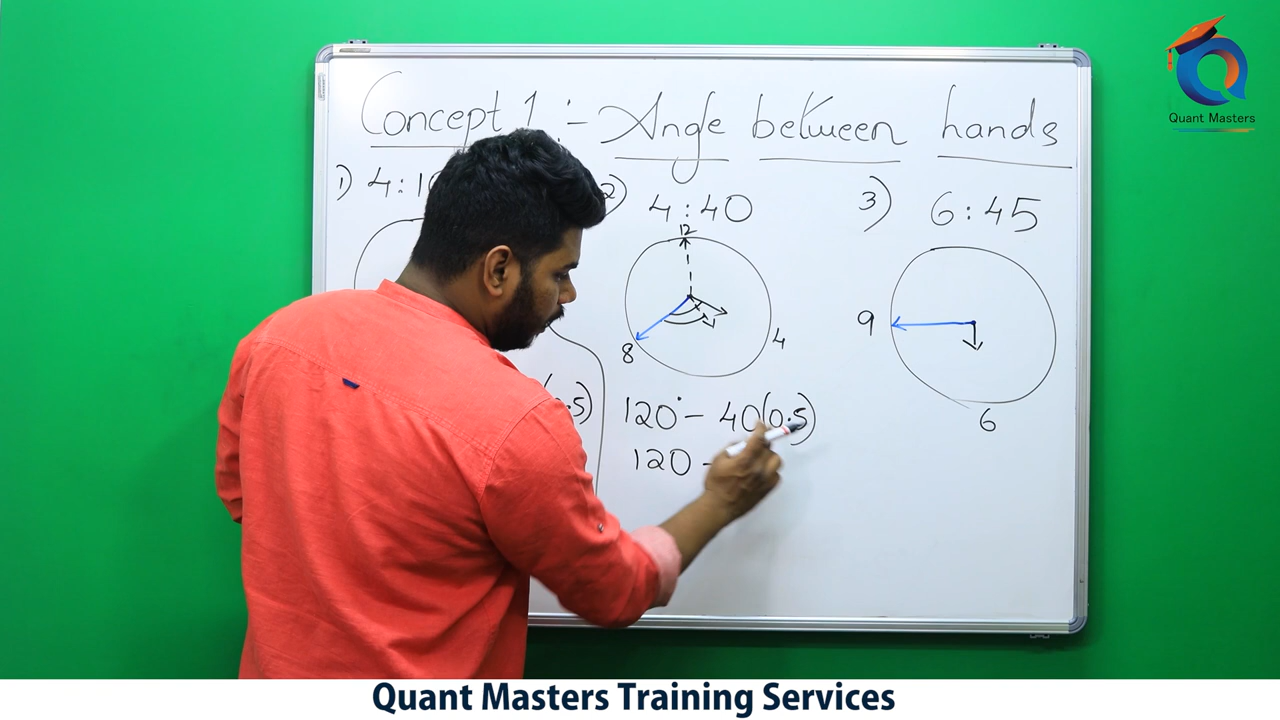 Concept 1 :- Angle between hands
1) 4:1
2) 4:40
3) 6:45
12
8
4
9
6
.5)
120° - 40(0.5)
120 -
Quant Masters
Quant Masters Training Services